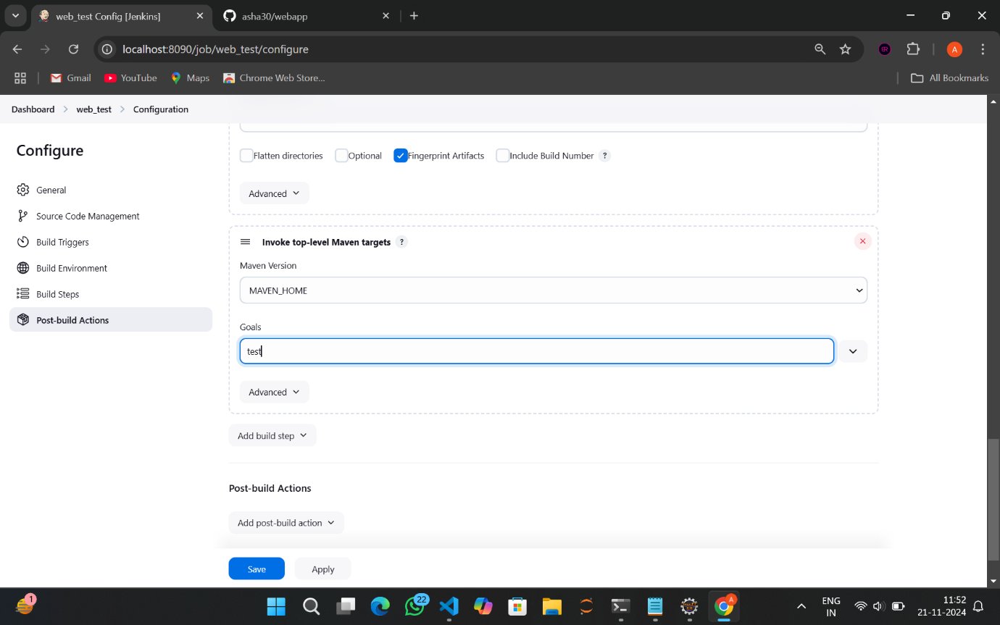 web_test Config [Jenkins]
asha30/webapp
localhost:8090/job/web_test/configure
A
Gmail
YouTube
Maps
Chrome Web Store...
All Bookmarks
Dashboard > web_test > Configuration
Configure
General
Source Code Management
Build Triggers
Build Environment
Build Steps
Post-build Actions
Flatten directories
Optional
Fingerprint Artifacts
Include Build Number ?
Advanced
Invoke top-level Maven targets ?
Maven Version
MAVEN_HOME
Goals
test
Advanced
Add build step
Post-build Actions
Add post-build action
Save
Apply
1
22
A
ENG
IN
11:52
21-11-2024